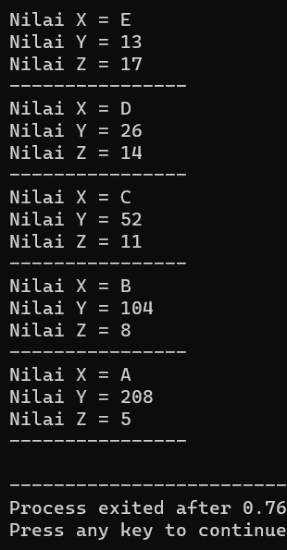 Nilai X = E
Nilai Y = 13
Nilai Z = 17
----------------
Nilai X = D
Nilai Y = 26
Nilai Z = 14
----------------
Nilai X = C
Nilai Y = 52
Nilai Z = 11
----------------
Nilai X = B
Nilai Y = 104
Nilai Z = 8
----------------
Nilai X = A
Nilai Y = 208
Nilai Z = 5
----------------

-------------------------
Process exited after 0.76
Press any key to continue